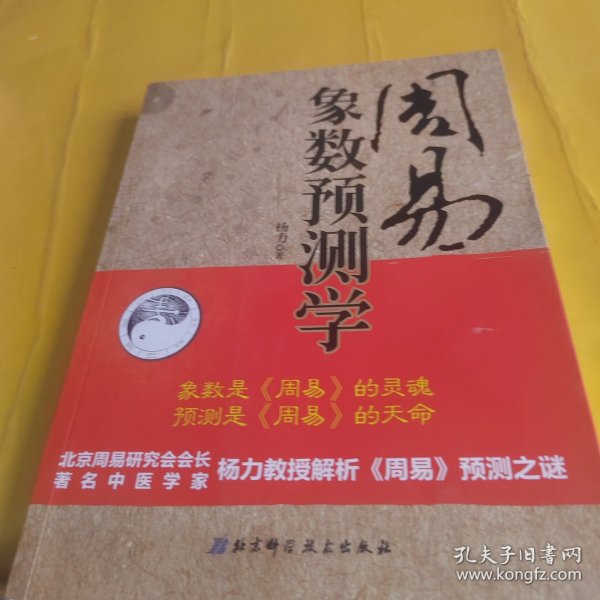 周易
象数预测学
杨力◎著
象数是《周易》的灵魂
预测是《周易》的天命
北京周易研究会会长
著名中医学家
杨力教授解析《周易》预测之谜
北京科学技术出版社
孔夫子旧书网
www.kongfz.com